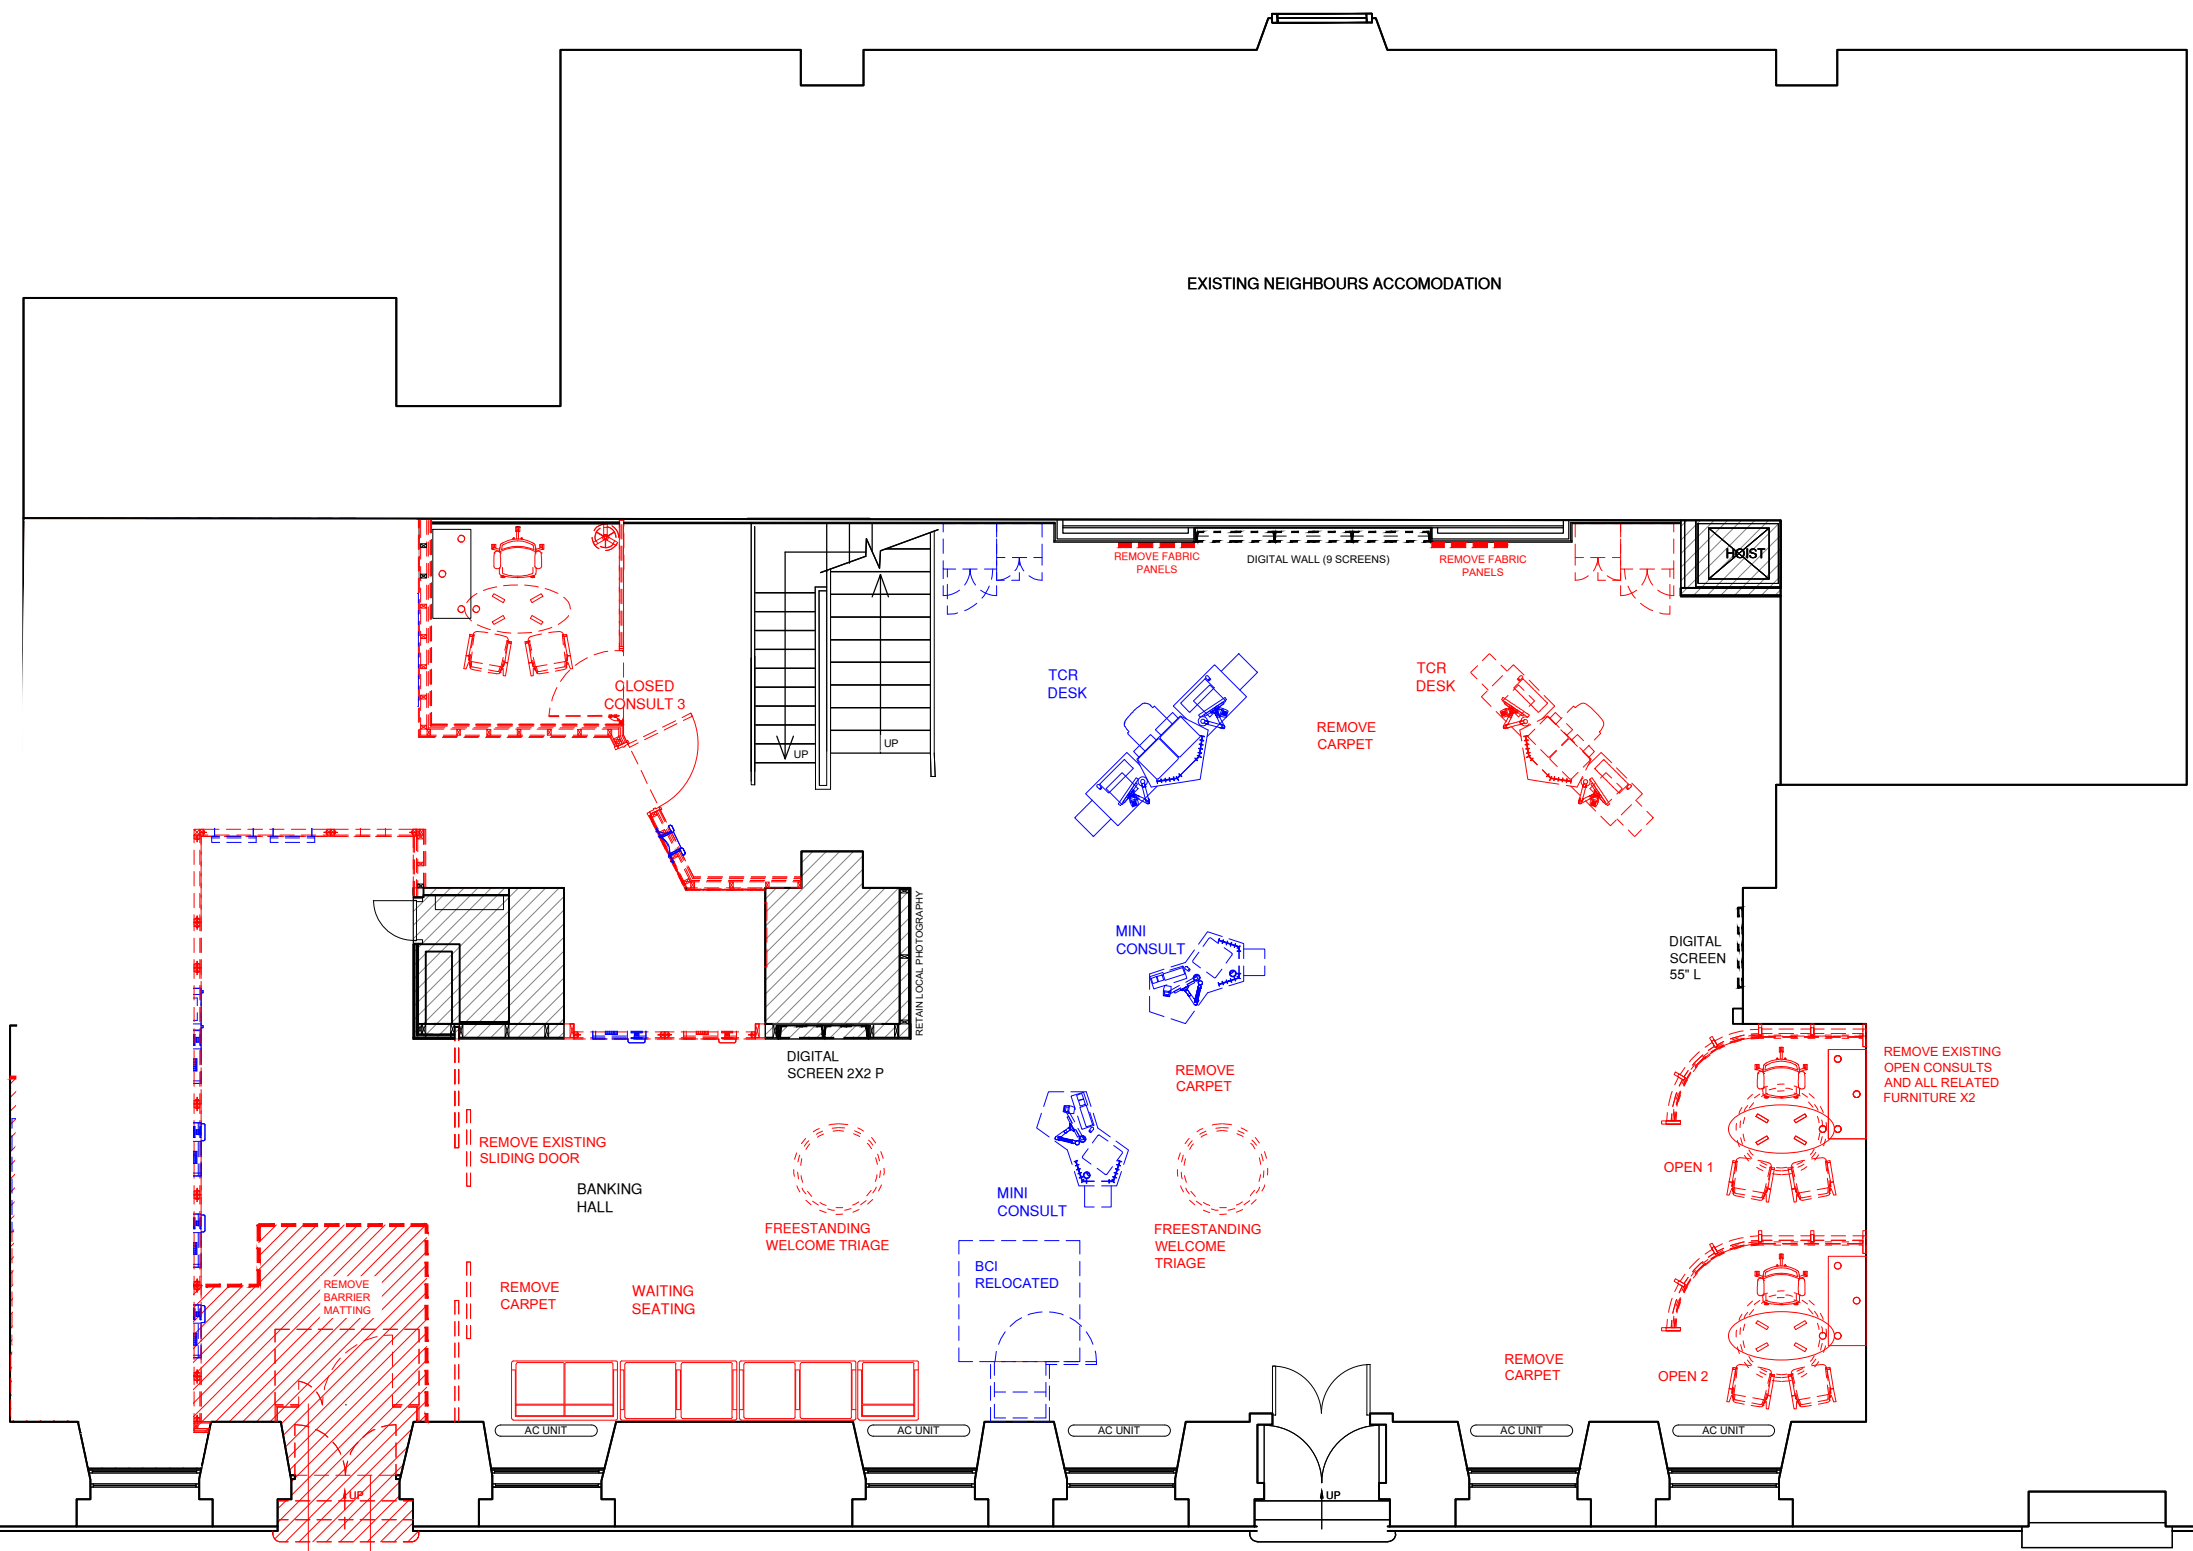 EXISTING NEIGHBOURS ACCOMODATION
HOIST
REMOVE FABRIC
PANELS
DIGITAL WALL (9 SCREENS)
REMOVE FABRIC
PANELS
CLOSED
CONSULT 3
UP
UP
TCR
DESK
TCR
DESK
REMOVE
CARPET
RETAIN LOCAL PHOTOGRAPHY
MINI
CONSULT
DIGITAL
SCREEN
55" L
DIGITAL
SCREEN 2X2 P
REMOVE
CARPET
REMOVE EXISTING
OPEN CONSULTS
AND ALL RELATED
FURNITURE X2
REMOVE EXISTING
SLIDING DOOR
BANKING
HALL
MINI
CONSULT
OPEN 1
FREESTANDING
WELCOME TRIAGE
FREESTANDING
WELCOME
TRIAGE
BCI
RELOCATED
REMOVE
BARRIER
MATTING
REMOVE
CARPET
WAITING
SEATING
REMOVE
CARPET
OPEN 2
AC UNIT
AC UNIT
AC UNIT
AC UNIT
AC UNIT
UP
UP